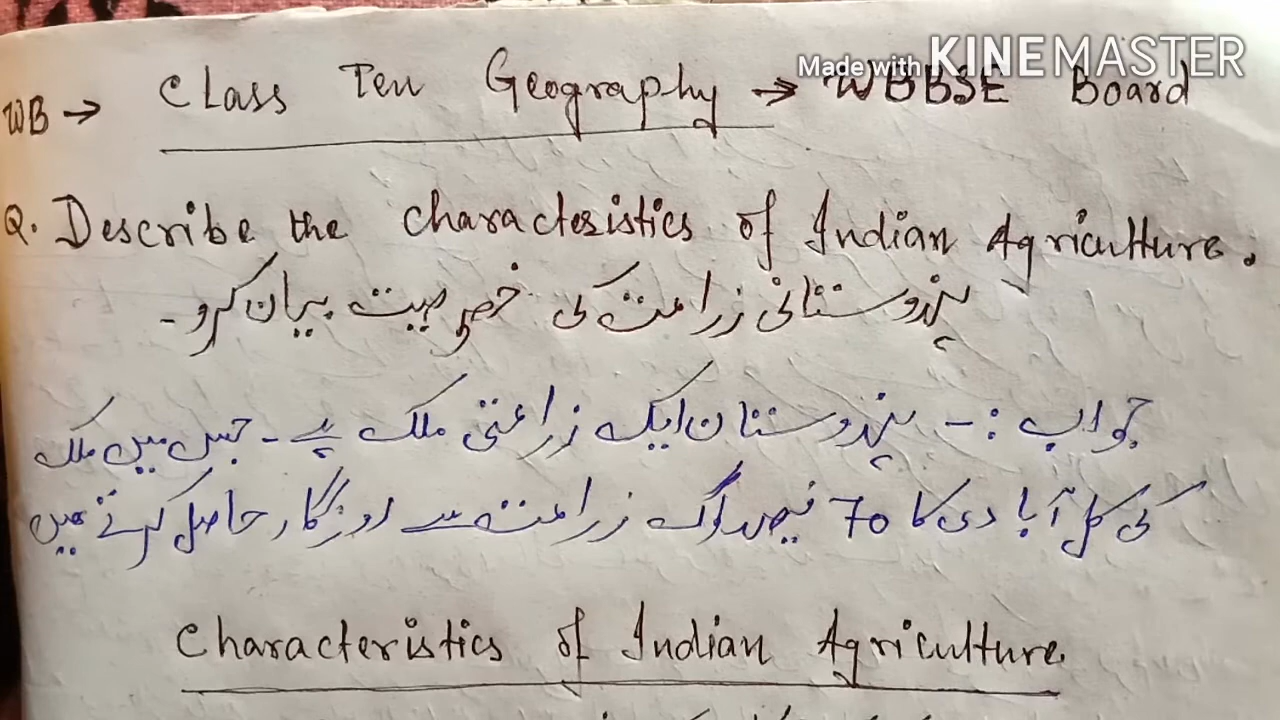 Made with KINEMASTER
WB → Class Ten Geography → WBBSE Board
Q. Describe the characteristics of Indian Agriculture.
ہندوستانی زراعت کی خصوصیت بیان کرو۔
جواب :- ہندوستان ایک زراعتی ملک ہے۔ جس میں ملک
کی کل آبادی کا 70 فیصد لوگ زراعت سے روزگار حاصل کرتے ہیں
Characteristics of Indian Agriculture